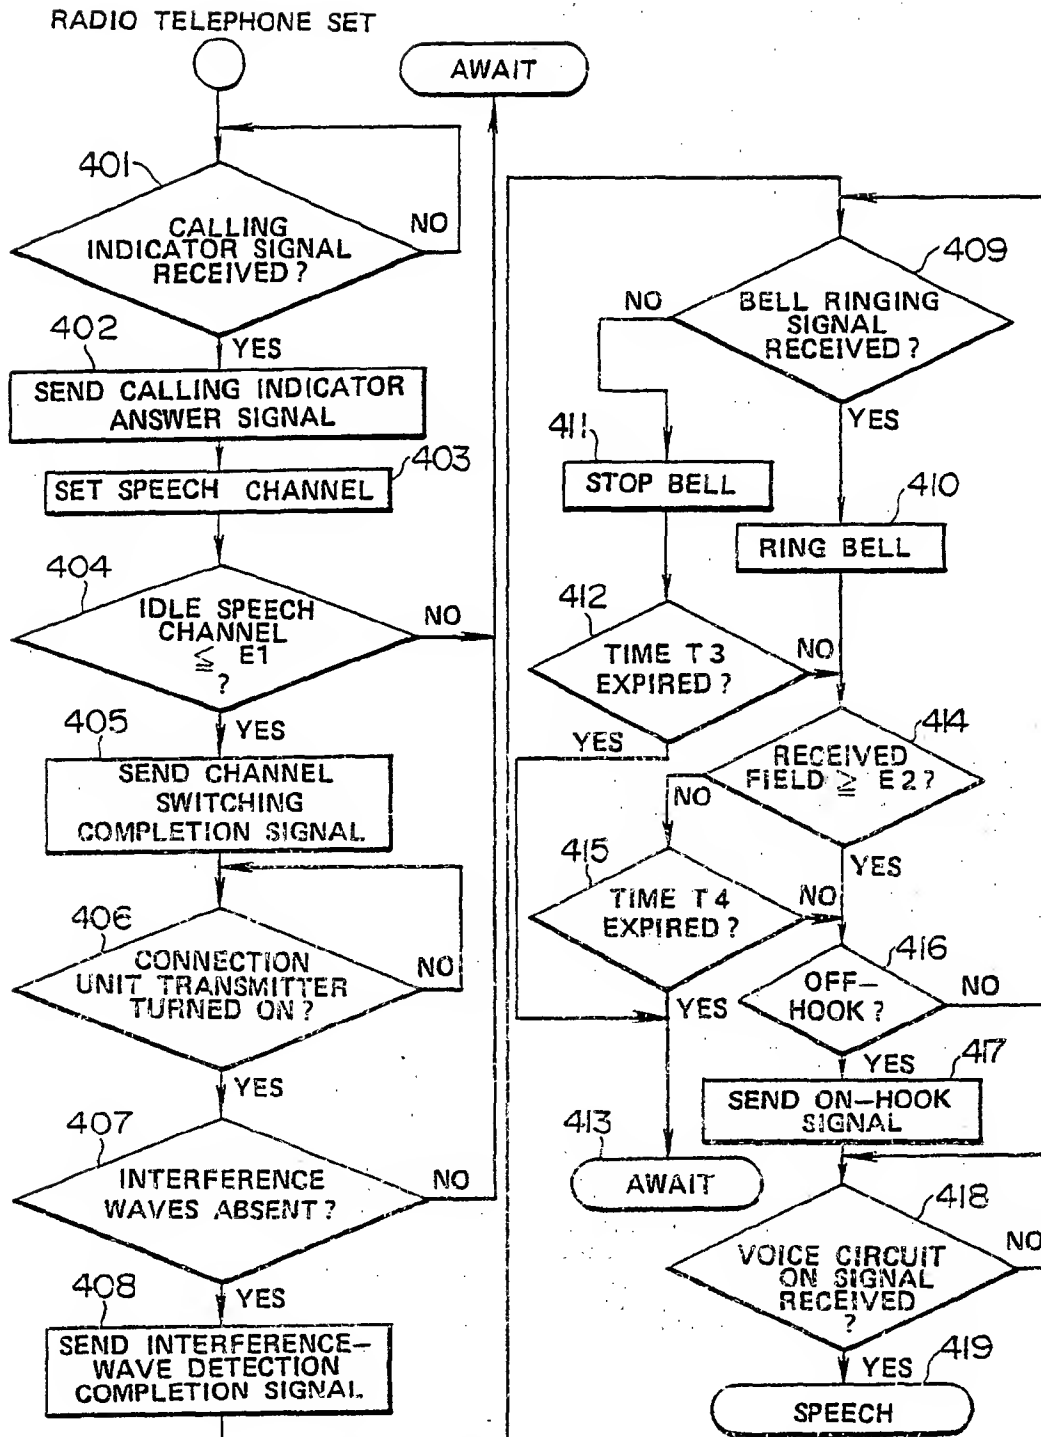 RADIO TELEPHONE SET
AWAIT
401
CALLING
INDICATOR SIGNAL
RECEIVED?
NO
YES
402
SEND CALLING INDICATOR
ANSWER SIGNAL
403
SET SPEECH CHANNEL
404
IDLE SPEECH
CHANNEL
≦ E1
?
NO
YES
405
SEND CHANNEL
SWITCHING
COMPLETION SIGNAL
406
CONNECTION
UNIT TRANSMITTER
TURNED ON?
NO
YES
407
INTERFERENCE
WAVES ABSENT?
NO
YES
408
SEND INTERFERENCE-
WAVE DETECTION
COMPLETION SIGNAL
409
BELL RINGING
SIGNAL
RECEIVED?
NO
YES
411
STOP BELL
410
RING BELL
412
TIME T3
EXPIRED?
NO
YES
414
RECEIVED
FIELD ≧ E2?
NO
YES
415
TIME T4
EXPIRED?
NO
YES
416
OFF-
HOOK?
NO
YES
417
SEND ON-HOOK
SIGNAL
413
AWAIT
418
VOICE CIRCUIT
ON SIGNAL
RECEIVED
?
NO
YES
419
SPEECH